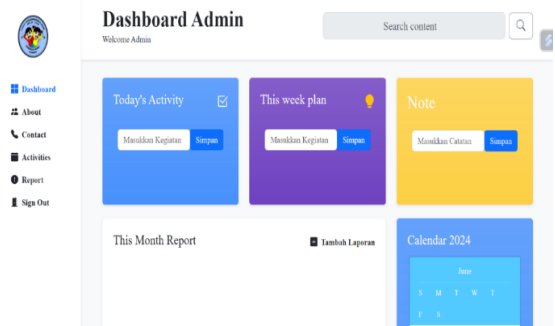 Dashboard Admin
Welcome Admin
Search content
Dashboard
About
Contact
Activities
Report
Sign Out
Today's Activity
Masukkan Kegiatan Simpan
This week plan
Masukkan Kegiatan Simpan
Note
Masukkan Catatan Simpan
This Month Report
Tambah Laporan
Calendar 2024
June
S M T W T
F S